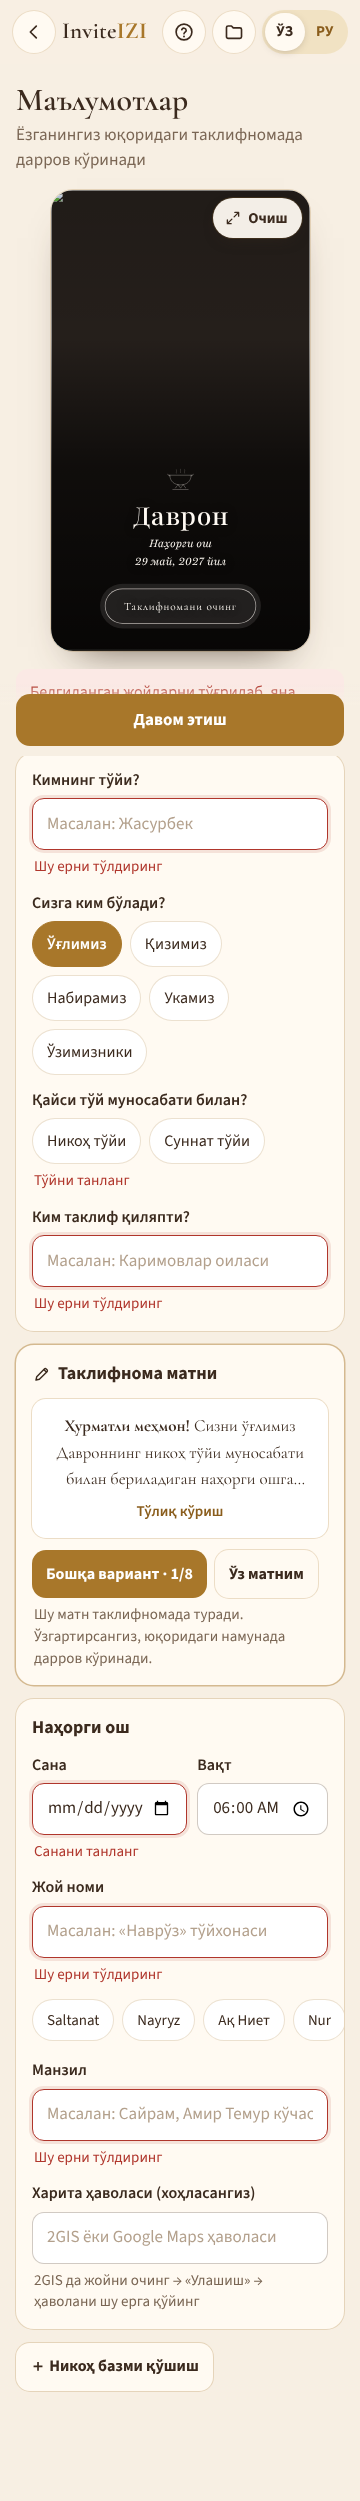 InviteIZI
ЎЗ
РУ
Маълумотлар
Ёзганингиз юқоридаги таклифномада
дарров кўринади
Очиш
Даврон
Наҳорги ош
29 май, 2027 йил
Таклифномани очинг
Белгиланган жойларни тўғрилаб, яна
Давом этиш
Кимнинг тўйи?
Масалан: Жасурбек
Шу ерни тўлдиринг
Сизга ким бўлади?
Ўғлимиз
Қизимиз
Набирамиз
Укамиз
Ўзимизники
Қайси тўй муносабати билан?
Никоҳ тўйи
Суннат тўйи
Тўйни танланг
Ким таклиф қиляпти?
Масалан: Каримовлар оиласи
Шу ерни тўлдиринг
Таклифнома матни
Ҳурматли меҳмон! Сизни ўғлимиз
Давроннинг никоҳ тўйи муносабати
билан бериладиган наҳорги ошга...
Тўлиқ кўриш
Бошқа вариант · 1/8
Ўз матним
Шу матн таклифномада туради.
Ўзгартирсангиз, юқоридаги намунада
дарров кўринади.
Наҳорги ош
Сана
Вақт
mm/dd/yyyy
06:00 AM
Санани танланг
Жой номи
Масалан: «Наврўз» тўйхонаси
Шу ерни тўлдиринг
Saltanat
Nayryz
Ақ Ниет
Nur
Манзил
Масалан: Сайрам, Амир Темур кўчас
Шу ерни тўлдиринг
Харита ҳаволаси (хоҳласангиз)
2GIS ёки Google Maps ҳаволаси
2GIS да жойни очинг → «Улашиш» →
ҳаволани шу ерга қўйинг
+ Никоҳ базми қўшиш